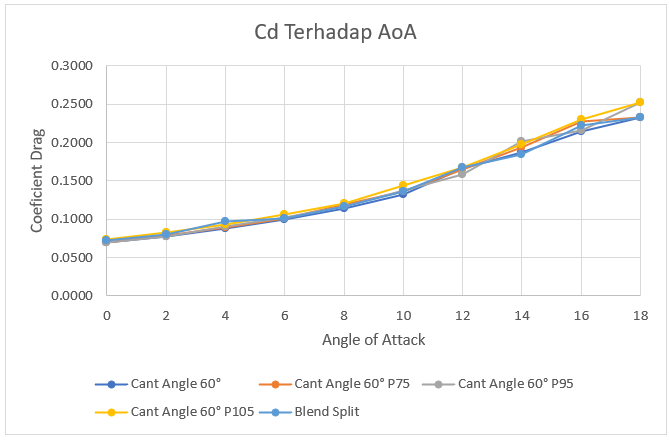 Cd Terhadap AoA
0.3000
0.2500
0.2000
0.1500
0.1000
0.0500
0.0000
Coeficient Drag
0 2 4 6 8 10 12 14 16 18
Angle of Attack
Cant Angle 60° Cant Angle 60° P75 Cant Angle 60° P95
Cant Angle 60° P105 Blend Split